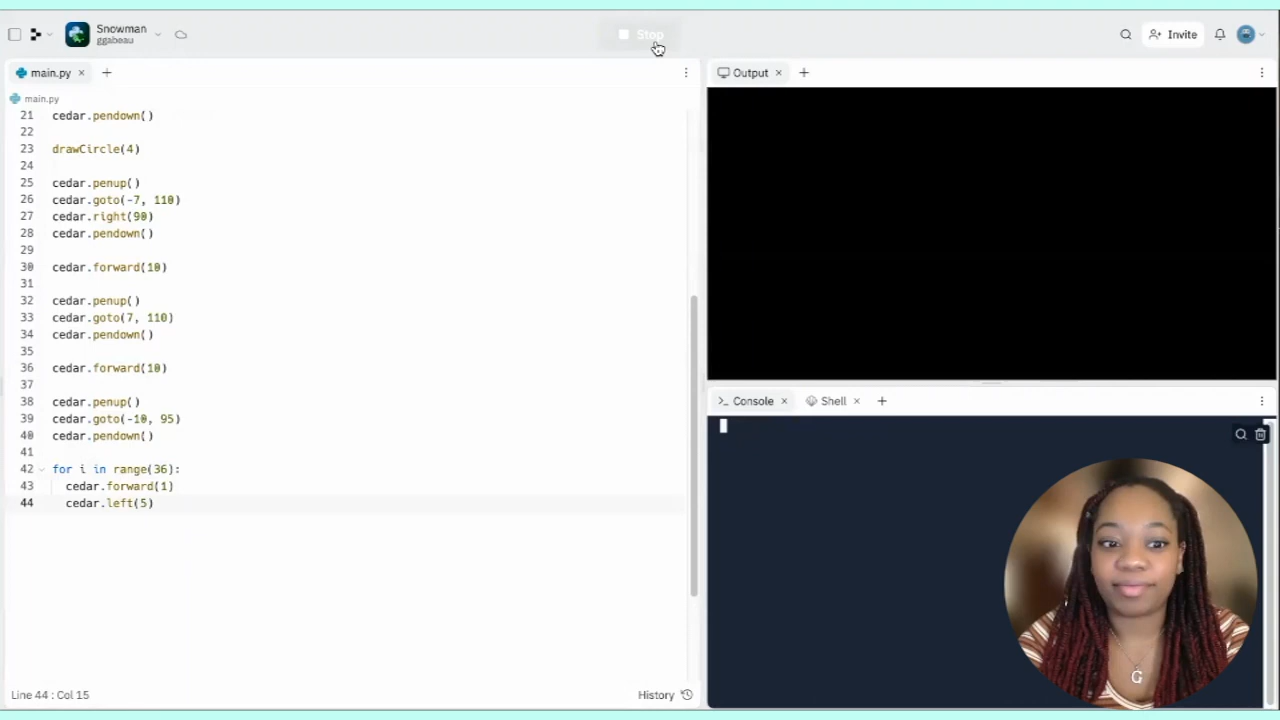 Snowman
ggabeau
Stop
Invite
main.py
Output
main.py
21 cedar.pendown()
22
23 drawCircle(4)
24
25 cedar.penup()
26 cedar.goto(-7, 110)
27 cedar.right(90)
28 cedar.pendown()
29
30 cedar.forward(10)
31
32 cedar.penup()
33 cedar.goto(7, 110)
34 cedar.pendown()
35
36 cedar.forward(10)
37
38 cedar.penup()
39 cedar.goto(-10, 95)
40 cedar.pendown()
41
42 for i in range(36):
43 cedar.forward(1)
44 cedar.left(5)
Console
Shell
G
Line 44 : Col 15
History